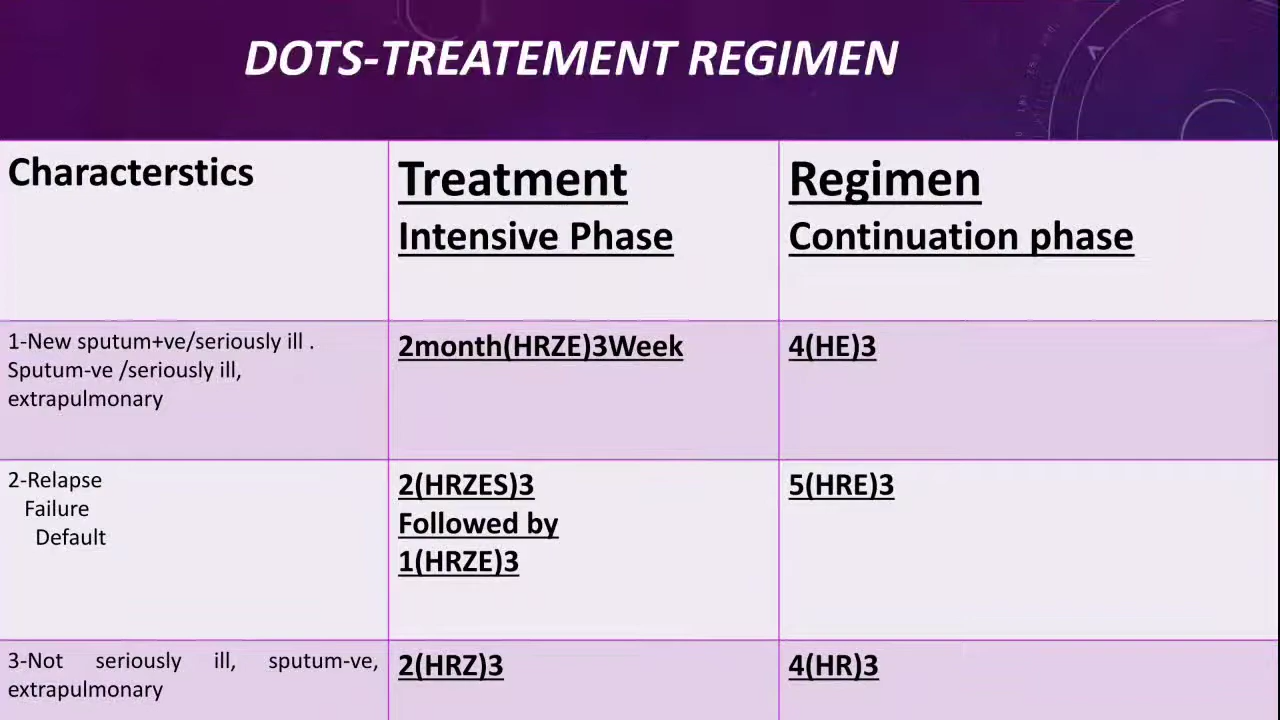 DOTS-TREATEMENT REGIMEN
Characterstics
Treatment
Intensive Phase
Regimen
Continuation phase
1-New sputum+ve/seriously ill .
Sputum-ve /seriously ill,
extrapulmonary
2month(HRZE)3Week
4(HE)3
2-Relapse
Failure
Default
2(HRZES)3
Followed by
1(HRZE)3
5(HRE)3
3-Not seriously ill, sputum-ve,
extrapulmonary
2(HRZ)3
4(HR)3